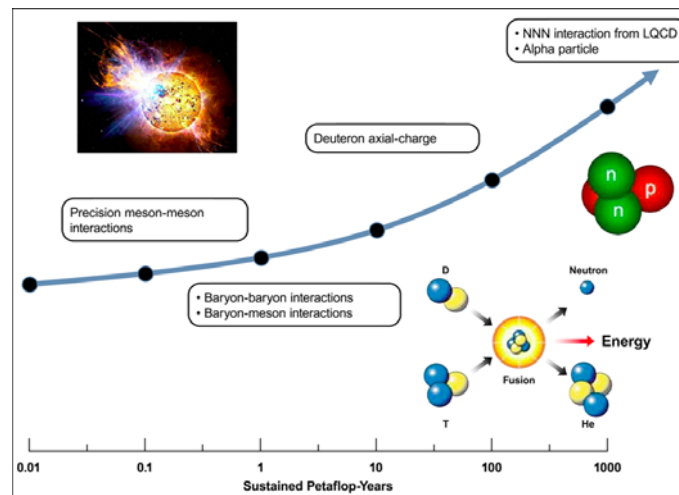 • NNN interaction from LQCD
• Alpha particle
Deuteron axial-charge
n
p
n
Precision meson-meson
interactions
• Baryon-baryon interactions
• Baryon-meson interactions
D
Neutron
Energy
Fusion
T
He
0.01 0.1 1 10 100 1000
Sustained Petaflop-Years